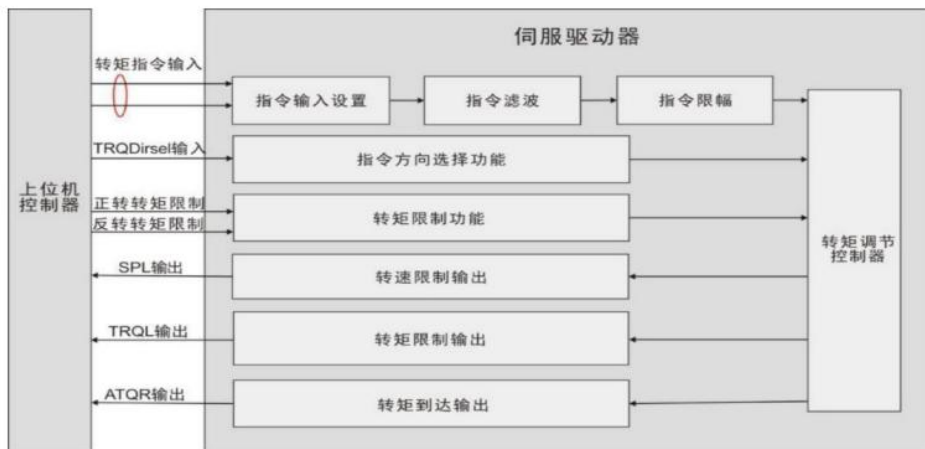 伺服驱动器
转矩指令输入
指令输入设置
指令滤波
指令限幅
TRQDirsel输入
指令方向选择功能
上位机
控制器
正转转矩限制
反转转矩限制
转矩限制功能
转矩调节
控制器
SPL输出
转速限制输出
TRQL输出
转矩限制输出
ATQR输出
转矩到达输出